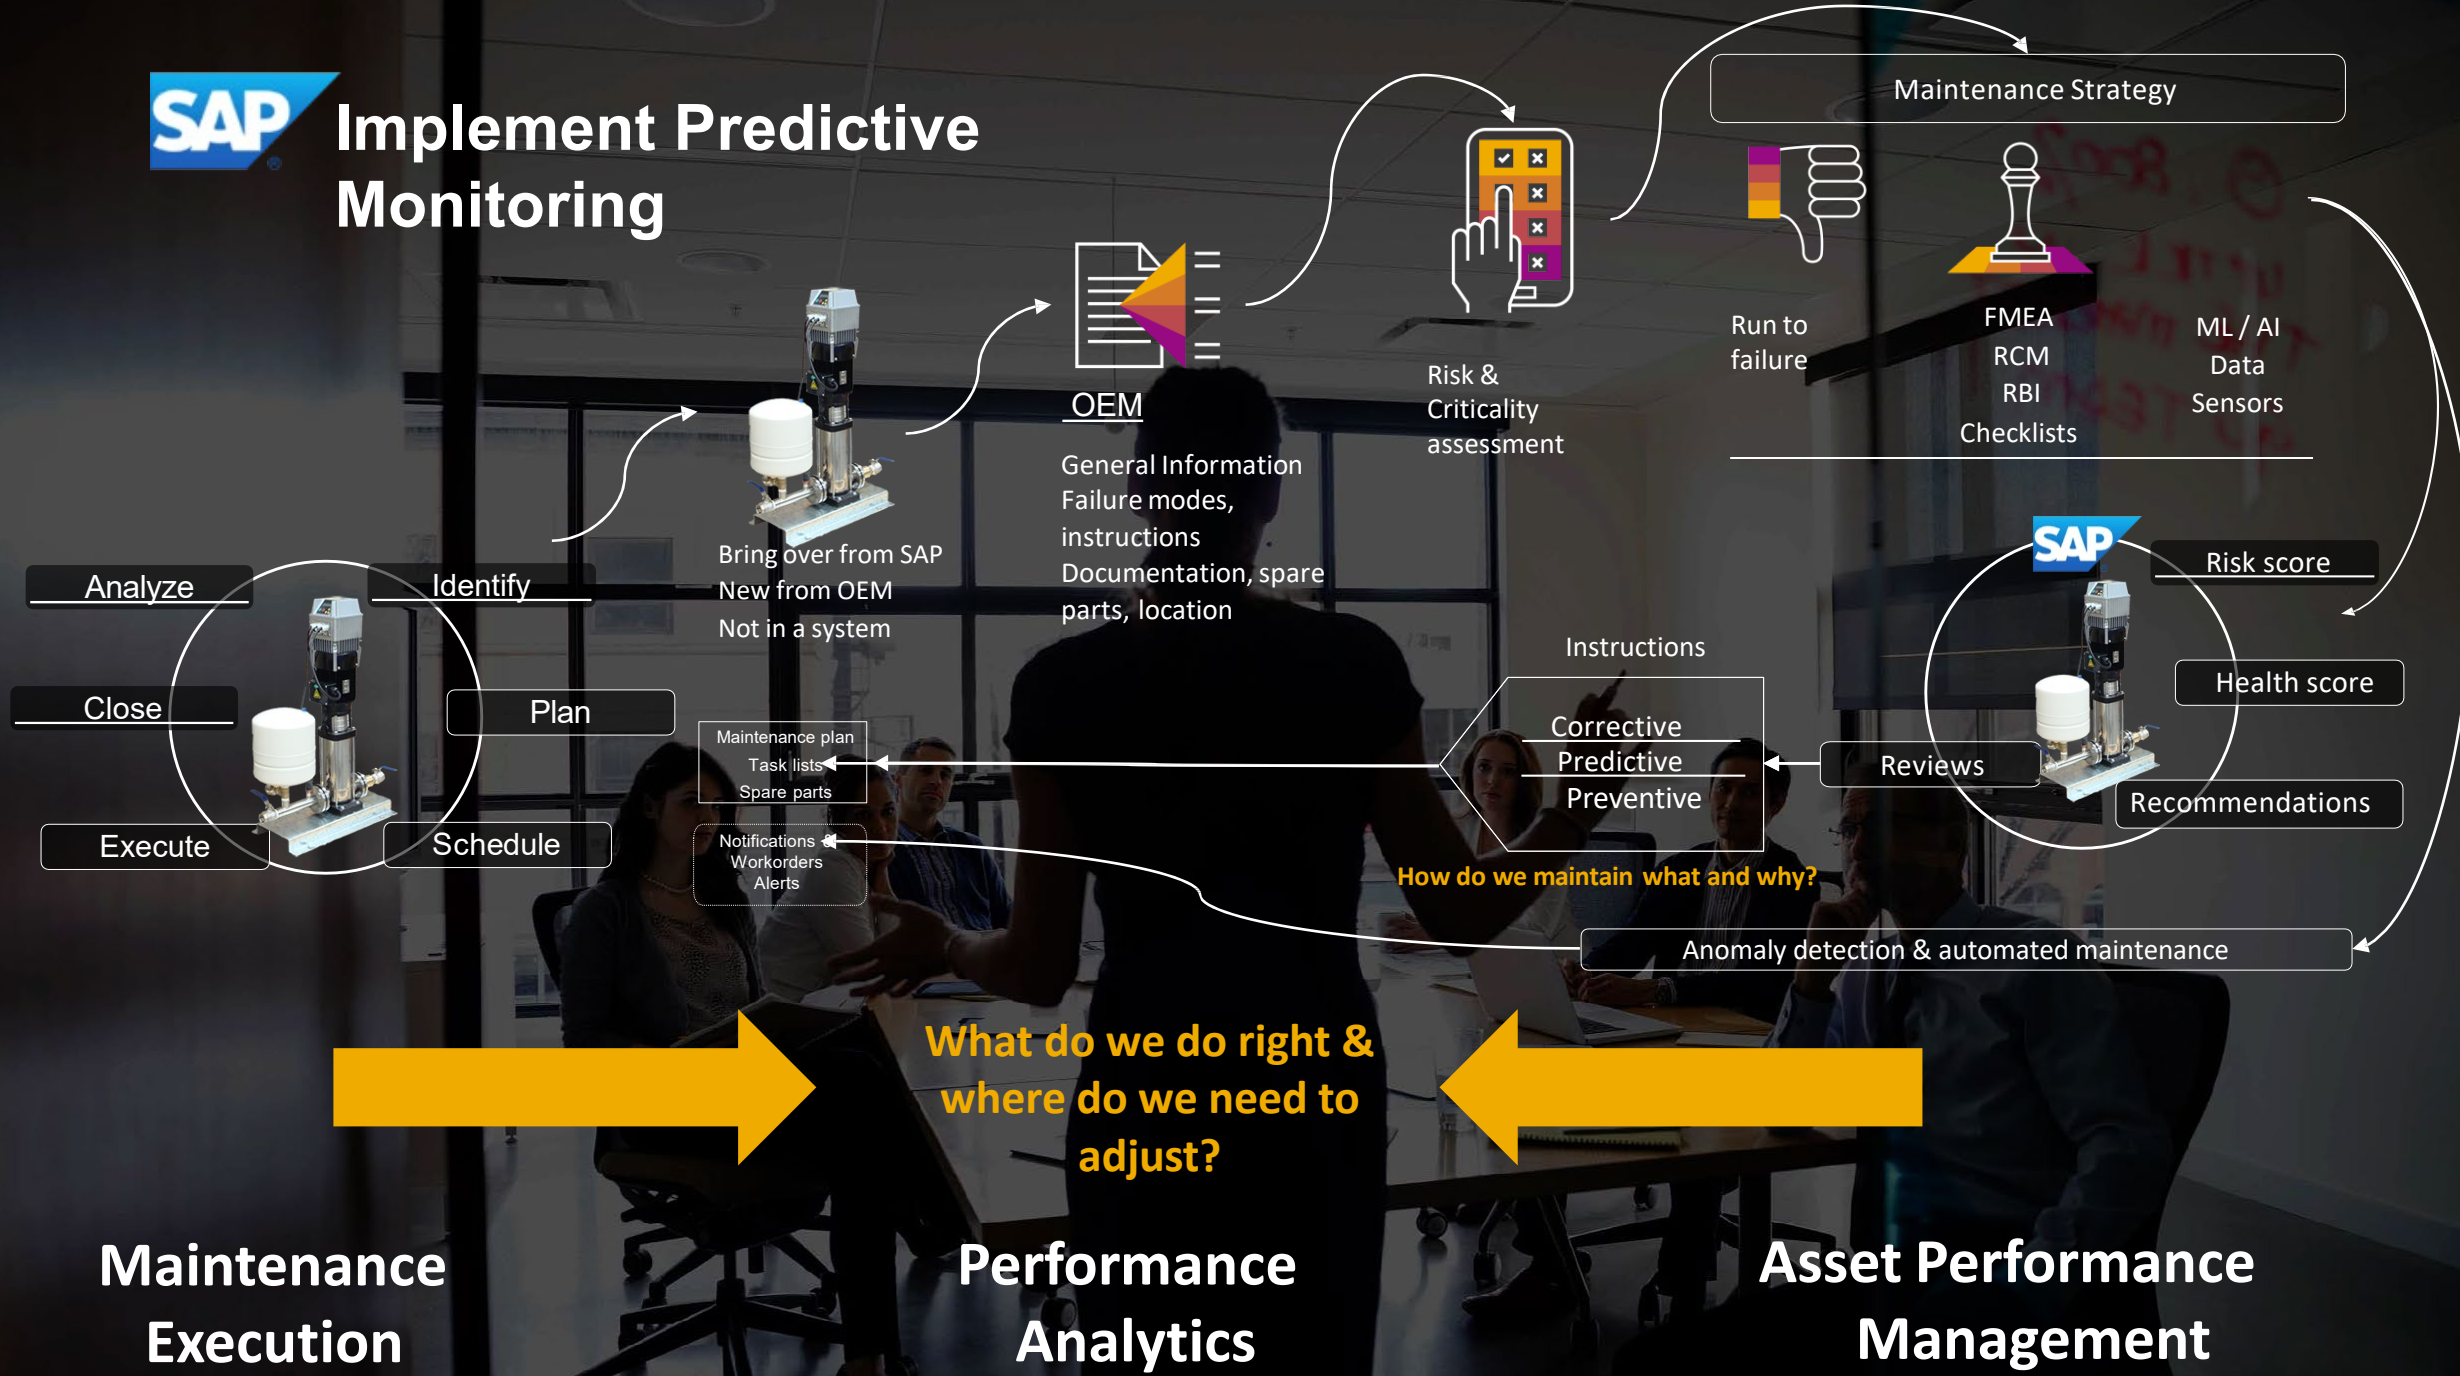 SAP
Implement Predictive
Monitoring
Maintenance Strategy
Run to
failure
FMEA
RCM
RBI
Checklists
ML / AI
Data
Sensors
Risk &
Criticality
assessment
OEM
General Information
Failure modes,
instructions
Documentation, spare
parts, location
Bring over from SAP
New from OEM
Not in a system
Analyze
Identify
Close
Plan
Execute
Schedule
Maintenance plan
Task lists
Spare parts
Notifications &
Workorders
Alerts
Instructions
Corrective
Predictive
Preventive
How do we maintain what and why?
SAP
Risk score
Health score
Reviews
Recommendations
Anomaly detection & automated maintenance
What do we do right &
where do we need to
adjust?
Maintenance
Execution
Performance
Analytics
Asset Performance
Management